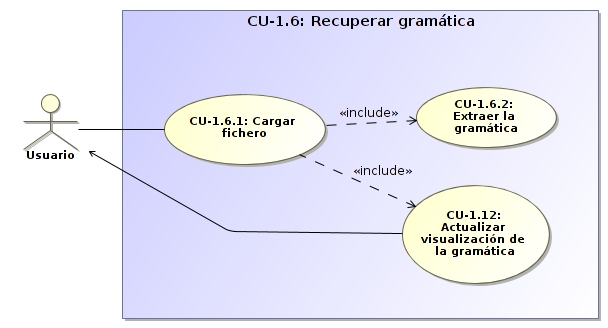 CU-1.6: Recuperar gramática
CU-1.6.1: Cargar
fichero
«include»
CU-1.6.2:
Extraer la
gramática
Usuario
«include»
CU-1.12:
Actualizar
visualización de
la gramática